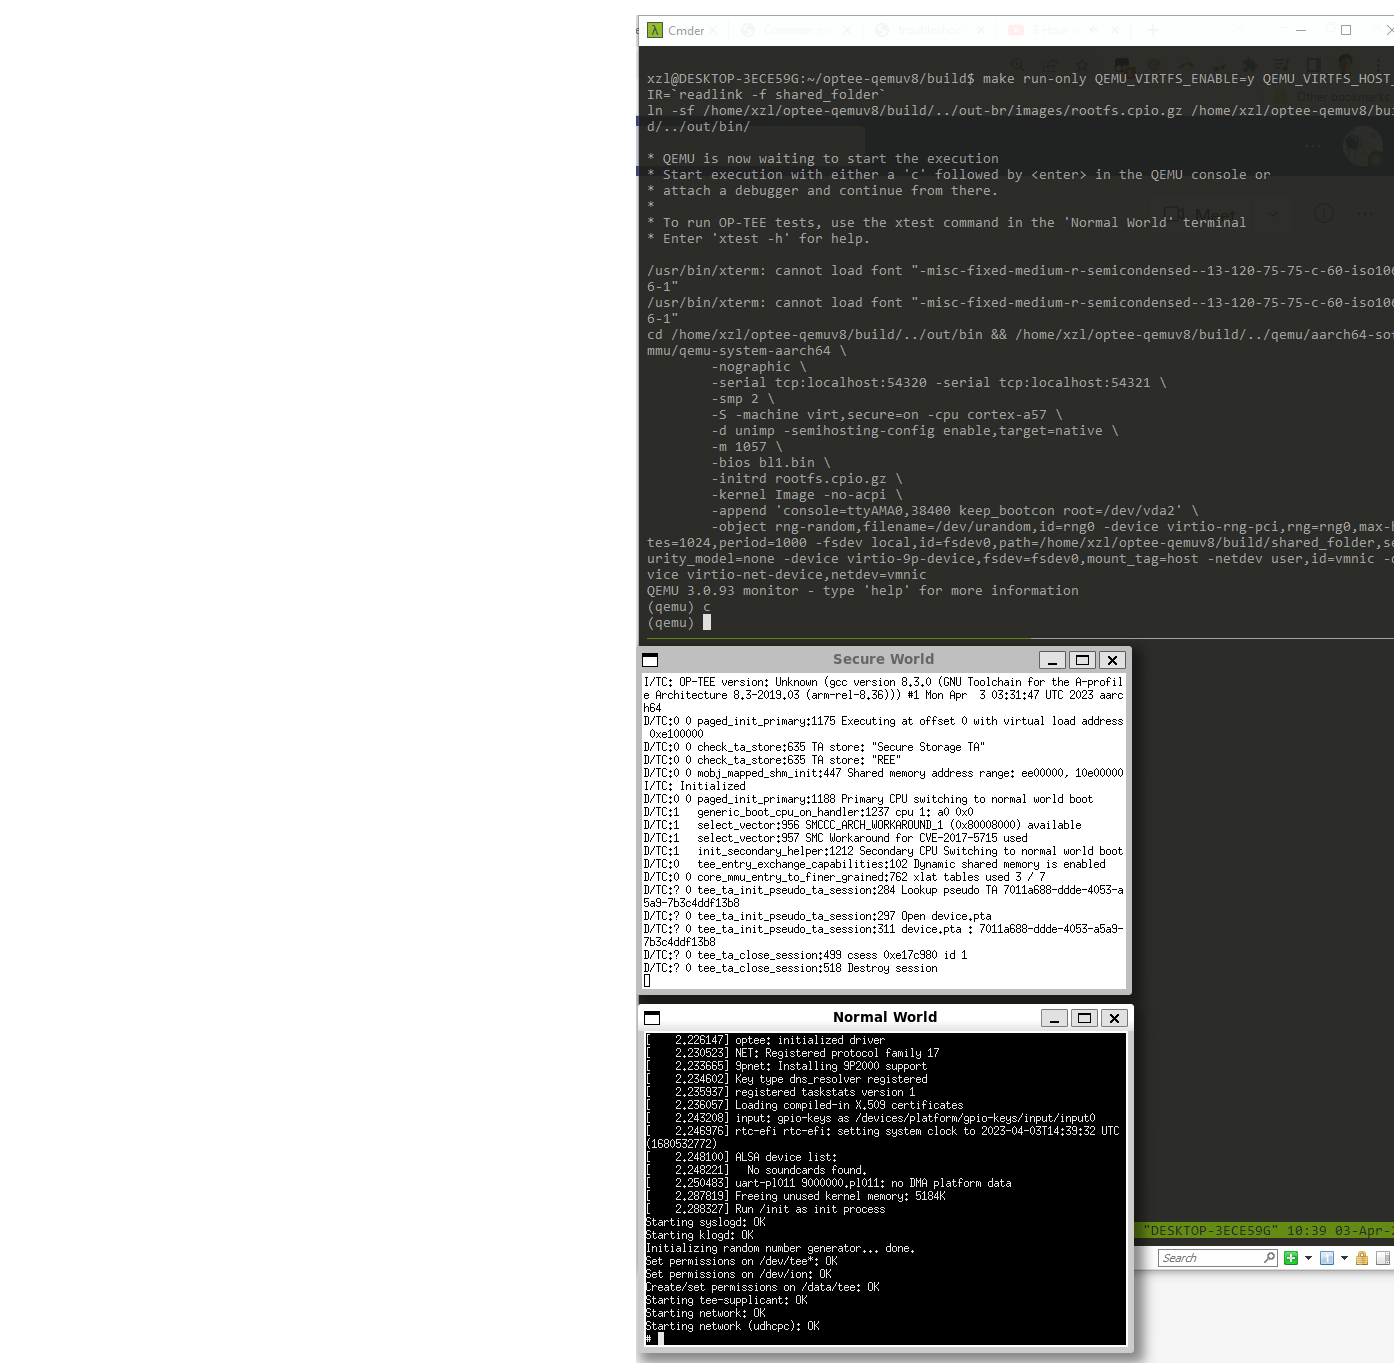 Cmder
xzl@DESKTOP-3ECE59G:~/optee-qemuv8/build$ make run-only QEMU_VIRTFS_ENABLE=y QEMU_VIRTFS_HOST_
IR=`readlink -f shared_folder`
ln -sf /home/xzl/optee-qemuv8/build/../out-br/images/rootfs.cpio.gz /home/xzl/optee-qemuv8/bui
d/../out/bin/
* QEMU is now waiting to start the execution
* Start execution with either a 'c' followed by <enter> in the QEMU console or
* attach a debugger and continue from there.
*
* To run OP-TEE tests, use the xtest command in the 'Normal World' terminal
* Enter 'xtest -h' for help.
/usr/bin/xterm: cannot load font "-misc-fixed-medium-r-semicondensed--13-120-75-75-c-60-iso106
6-1"
/usr/bin/xterm: cannot load font "-misc-fixed-medium-r-semicondensed--13-120-75-75-c-60-iso106
6-1"
cd /home/xzl/optee-qemuv8/build/../out/bin && /home/xzl/optee-qemuv8/build/../qemu/aarch64-sof
mmu/qemu-system-aarch64 \
-nographic \
-serial tcp:localhost:54320 -serial tcp:localhost:54321 \
-smp 2 \
-S -machine virt,secure=on -cpu cortex-a57 \
-d unimp -semihosting-config enable,target=native \
-m 1057 \
-bios bl1.bin \
-initrd rootfs.cpio.gz \
-kernel Image -no-acpi \
-append 'console=ttyAMA0,38400 keep_bootcon root=/dev/vda2' \
-object rng-random,filename=/dev/urandom,id=rng0 -device virtio-rng-pci,rng=rng0,max-b
tes=1024,period=1000 -fsdev local,id=fsdev0,path=/home/xzl/optee-qemuv8/build/shared_folder,se
urity_model=none -device virtio-9p-device,fsdev=fsdev0,mount_tag=host -netdev user,id=vmnic -d
vice virtio-net-device,netdev=vmnic
QEMU 3.0.93 monitor - type 'help' for more information
(qemu) c
(qemu)
Secure World
I/TC: OP-TEE version: Unknown (gcc version 8.3.0 (GNU Toolchain for the A-profil
e Architecture 8.3-2019.03 (arm-rel-8.36))) #1 Mon Apr  3 03:31:47 UTC 2023 aarc
h64
D/TC:0 0 paged_init_primary:1175 Executing at offset 0 with virtual load address
0xe100000
D/TC:0 0 check_ta_store:635 TA store: "Secure Storage TA"
D/TC:0 0 check_ta_store:635 TA store: "REE"
D/TC:0 0 mobj_mapped_shm_init:447 Shared memory address range: ee00000, 10e00000
I/TC: Initialized
D/TC:0 0 paged_init_primary:1188 Primary CPU switching to normal world boot
D/TC:1   generic_boot_cpu_on_handler:1237 cpu 1: a0 0x0
D/TC:1   select_vector:956 SMCCC_ARCH_WORKAROUND_1 (0x80008000) available
D/TC:1   select_vector:957 SMC Workaround for CVE-2017-5715 used
D/TC:1   init_secondary_helper:1212 Secondary CPU Switching to normal world boot
D/TC:0   tee_entry_exchange_capabilities:102 Dynamic shared memory is enabled
D/TC:0 0 core_mmu_entry_to_finer_grained:762 xlat tables used 3 / 7
D/TC:? 0 tee_ta_init_pseudo_ta_session:284 Lookup pseudo TA 7011a688-ddde-4053-a
5a9-7b3c4ddf13b8
D/TC:? 0 tee_ta_init_pseudo_ta_session:297 Open device.pta
D/TC:? 0 tee_ta_init_pseudo_ta_session:311 device.pta : 7011a688-ddde-4053-a5a9-
7b3c4ddf13b8
D/TC:? 0 tee_ta_close_session:499 csess 0xe17c980 id 1
D/TC:? 0 tee_ta_close_session:518 Destroy session
Normal World
[    2.226147] optee: initialized driver
[    2.230523] NET: Registered protocol family 17
[    2.233665] 9pnet: Installing 9P2000 support
[    2.234602] Key type dns_resolver registered
[    2.235937] registered taskstats version 1
[    2.236057] Loading compiled-in X.509 certificates
[    2.243208] input: gpio-keys as /devices/platform/gpio-keys/input/input0
[    2.246976] rtc-efi rtc-efi: setting system clock to 2023-04-03T14:39:32 UTC
(1680532772)
[    2.248100] ALSA device list:
[    2.248221]   No soundcards found.
[    2.250483] uart-pl011 9000000.pl011: no DMA platform data
[    2.287819] Freeing unused kernel memory: 5184K
[    2.288327] Run /init as init process
Starting syslogd: OK
Starting klogd: OK
Initializing random number generator... done.
Set permissions on /dev/tee*: OK
Set permissions on /dev/ion: OK
Create/set permissions on /data/tee: OK
Starting tee-supplicant: OK
Starting network: OK
Starting network (udhcpc): OK
#
"DESKTOP-3ECE59G" 10:39 03-Apr-2
Search